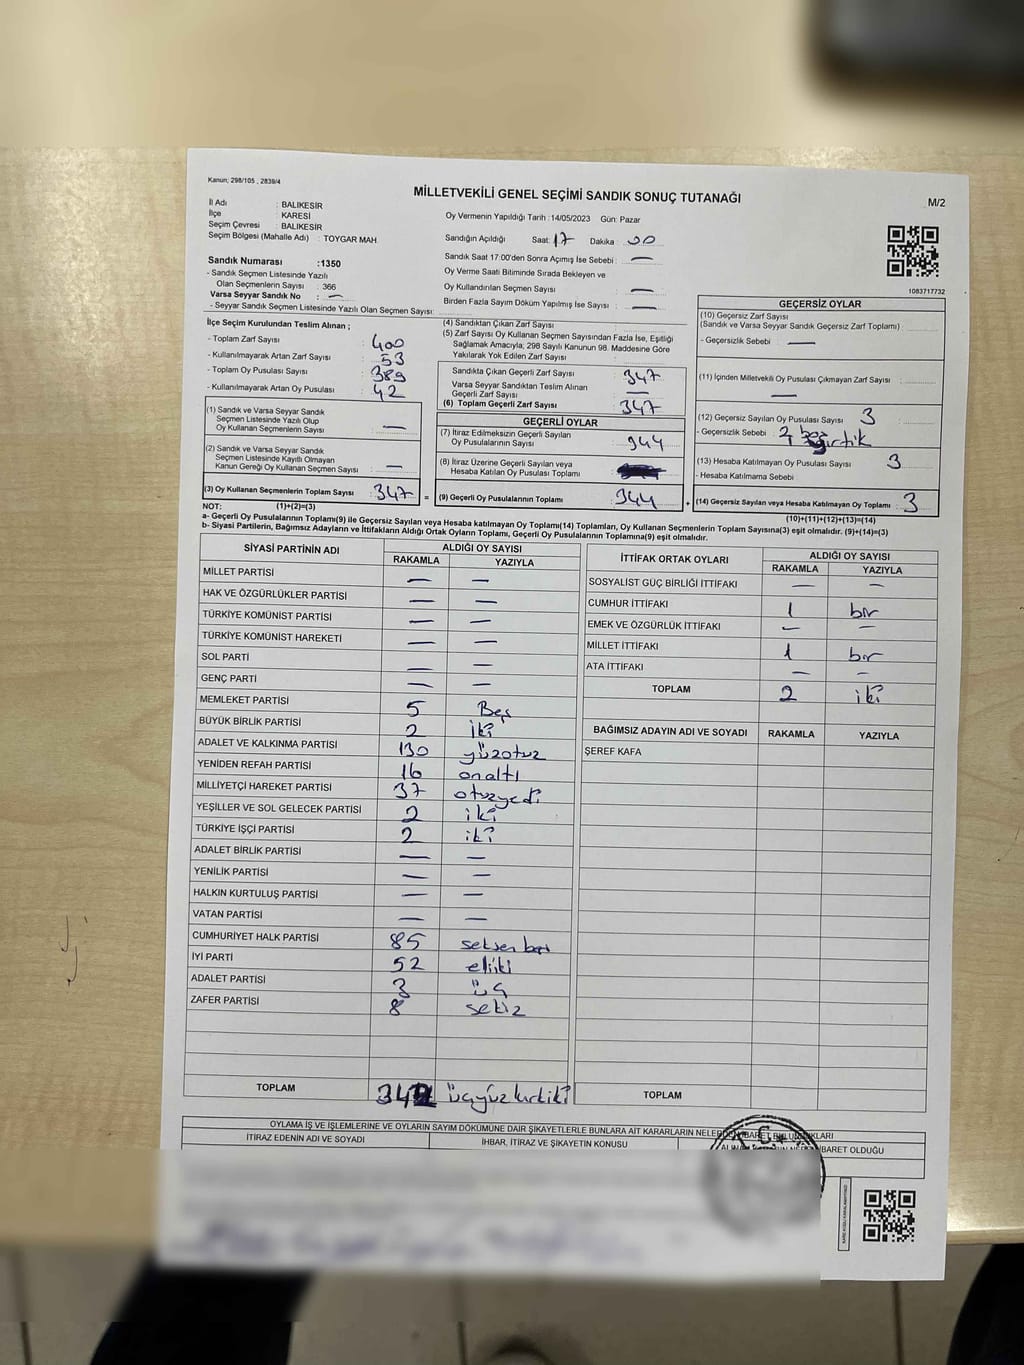 Kanun: 298/105 , 2839/4
MİLLETVEKİLİ GENEL SEÇİMİ SANDIK SONUÇ TUTANAĞI
M/2
İl Adı : BALIKESİR
İlçe : KARESİ
Seçim Çevresi : BALIKESİR
Seçim Bölgesi (Mahalle Adı) : TOYGAR MAH
Sandık Numarası : 1350
- Sandık Seçmen Listesinde Yazılı
Olan Seçmenlerin Sayısı : 366
Varsa Seyyar Sandık No : —
- Seyyar Sandık Seçmen Listesinde Yazılı Olan Seçmen Sayısı:
Oy Vermenin Yapıldığı Tarih :14/05/2023 Gün: Pazar
Sandığın Açıldığı Saat: 17 Dakika : 00
Sandık Saat 17:00'den Sonra Açımış İse Sebebi : —
Oy Verme Saati Bitiminde Sırada Bekleyen ve
Oy Kullandırılan Seçmen Sayısı : —
Birden Fazla Sayım Döküm Yapılmış İse Sayısı : —
1083717732
İlçe Seçim Kurulundan Teslim Alınan ;
- Toplam Zarf Sayısı : 400
- Kullanılmayarak Artan Zarf Sayısı : 53
- Toplam Oy Pusulası Sayısı : 389
- Kullanılmayarak Artan Oy Pusulası : 42
(1) Sandık ve Varsa Seyyar Sandık
Seçmen Listesinde Yazılı Olup
Oy Kullanan Seçmenlerin Sayısı : —
(2) Sandık ve Varsa Seyyar Sandık
Seçmen Listesinde Kayıtlı Olmayan
Kanun Gereği Oy Kullanan Seçmen Sayısı : —
(3) Oy Kullanan Seçmenlerin Toplam Sayısı : 347 =
(4) Sandıktan Çıkan Zarf Sayısı :
(5) Zarf Sayısı Oy Kullanan Seçmen Sayısından Fazla İse, Eşitliği
Sağlamak Amacıyla, 298 Sayılı Kanunun 98. Maddesine Göre
Yakılarak Yok Edilen Zarf Sayısı :
Sandıkta Çıkan Geçerli Zarf Sayısı : 347
Varsa Seyyar Sandıktan Teslim Alınan
Geçerli Zarf Sayısı : —
(6) Toplam Geçerli Zarf Sayısı : 347
GEÇERLİ OYLAR
(7) İtiraz Edilmeksizin Geçerli Sayılan
Oy Pusulalarının Sayısı : 344
(8) İtiraz Üzerine Geçerli Sayılan veya
Hesaba Katılan Oy Pusulası Toplamı :
(9) Geçerli Oy Pusulalarının Toplamı : 344 +
GEÇERSİZ OYLAR
(10) Geçersiz Zarf Sayısı
(Sandık ve Varsa Seyyar Sandık Geçersiz Zarf Toplamı) :
- Geçersizlik Sebebi : —
(11) İçinden Milletvekili Oy Pusulası Çıkmayan Zarf Sayısı :
—
(12) Geçersiz Sayılan Oy Pusulası Sayısı : 3
- Geçersizlik Sebebi : 2 boş
(13) Hesaba Katılmayan Oy Pusulası Sayısı : 3
- Hesaba Katılmama Sebebi
(14) Geçersiz Sayılan veya Hesaba Katılmayan Oy Toplamı : 3
NOT: (1)+(2)=(3)
(10)+(11)+(12)+(13)=(14)
a- Geçerli Oy Pusulalarının Toplamı(9) ile Geçersiz Sayılan veya Hesaba katılmayan Oy Toplamı(14) Toplamları, Oy Kullanan Seçmenlerin Toplam Sayısına(3) eşit olmalıdır. (9)+(14)=(3)
b- Siyasi Partilerin, Bağımsız Adayların ve İttifakların Aldığı Ortak Oyların Toplamı, Geçerli Oy Pusulalarının Toplamına(9) eşit olmalıdır.
SİYASİ PARTİNİN ADI ALDIĞI OY SAYISI
RAKAMLA YAZIYLA
MİLLET PARTİSİ — —
HAK VE ÖZGÜRLÜKLER PARTİSİ — —
TÜRKİYE KOMÜNİST PARTİSİ — —
TÜRKİYE KOMÜNİST HAREKETİ — —
SOL PARTİ — —
GENÇ PARTİ — —
MEMLEKET PARTİSİ 5 Beş
BÜYÜK BİRLİK PARTİSİ 2 iki
ADALET VE KALKINMA PARTİSİ 130 yüzotuz
YENİDEN REFAH PARTİSİ 16 onaltı
MİLLİYETÇİ HAREKET PARTİSİ 37 otuzyedi
YEŞİLLER VE SOL GELECEK PARTİSİ 2 iki
TÜRKİYE İŞÇİ PARTİSİ 2 iki
ADALET BİRLİK PARTİSİ — —
YENİLİK PARTİSİ — —
HALKIN KURTULUŞ PARTİSİ — —
VATAN PARTİSİ — —
CUMHURİYET HALK PARTİSİ 85 seksen beş
İYİ PARTİ 52 eliiki
ADALET PARTİSİ 3 üç
ZAFER PARTİSİ 8 sekiz
TOPLAM 342 üçyüz kırkiki
İTTİFAK ORTAK OYLARI ALDIĞI OY SAYISI
RAKAMLA YAZIYLA
SOSYALİST GÜÇ BİRLİĞİ İTTİFAKI — —
CUMHUR İTTİFAKI 1 bir
EMEK VE ÖZGÜRLÜK İTTİFAKI — —
MİLLET İTTİFAKI 1 bir
ATA İTTİFAKI — —
TOPLAM 2 iki
BAĞIMSIZ ADAYIN ADI VE SOYADI RAKAMLA YAZIYLA
ŞEREF KAFA
TOPLAM
OYLAMA İŞ VE İŞLEMLERİNE VE OYLARIN SAYIM DÖKÜMÜNE DAİR ŞİKAYETLERLE BUNLARA AİT KARARLARIN NELERDEN İBARET BULUNDUKLARI
İTİRAZ EDENİN ADI VE SOYADI
İHBAR, İTİRAZ VE ŞİKAYETİN KONUSU
İBARET OLDUĞU
T.C.